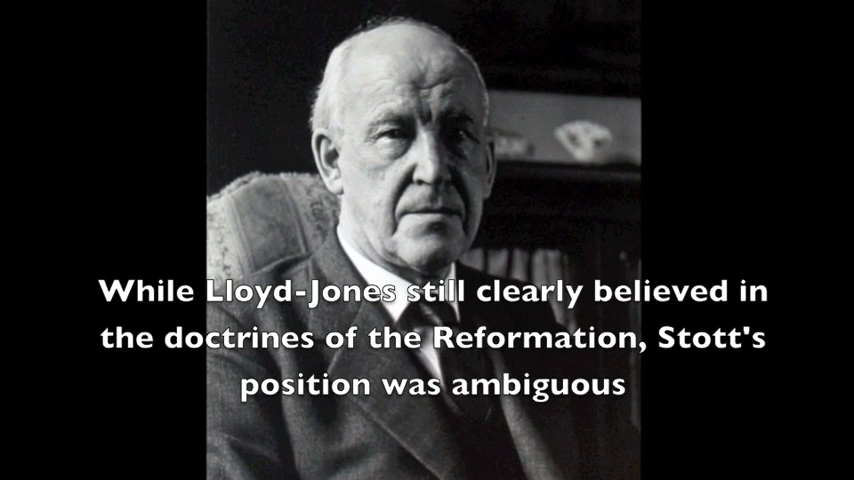 While Lloyd-Jones still clearly believed in
the doctrines of the Reformation, Stott's
position was ambiguous